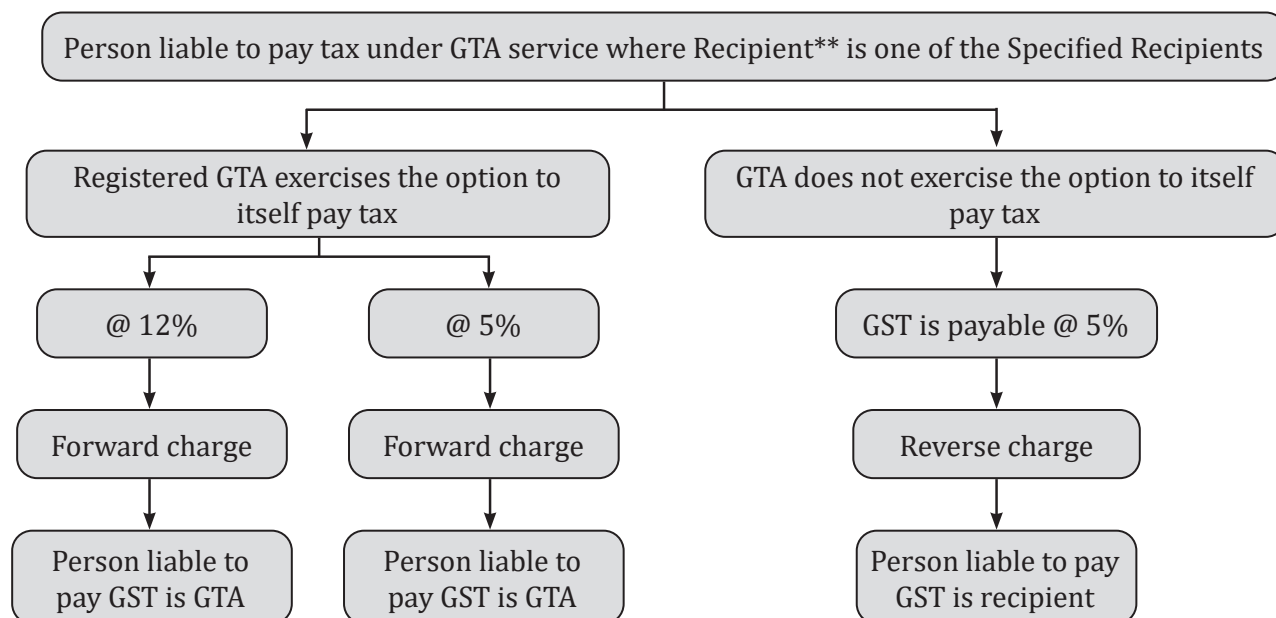 Person liable to pay tax under GTA service where Recipient** is one of the Specified Recipients
Registered GTA exercises the option to
itself pay tax
GTA does not exercise the option to itself
pay tax
@ 12%
@ 5%
GST is payable @ 5%
Forward charge
Forward charge
Reverse charge
Person liable to
pay GST is GTA
Person liable to
pay GST is GTA
Person liable to pay
GST is recipient